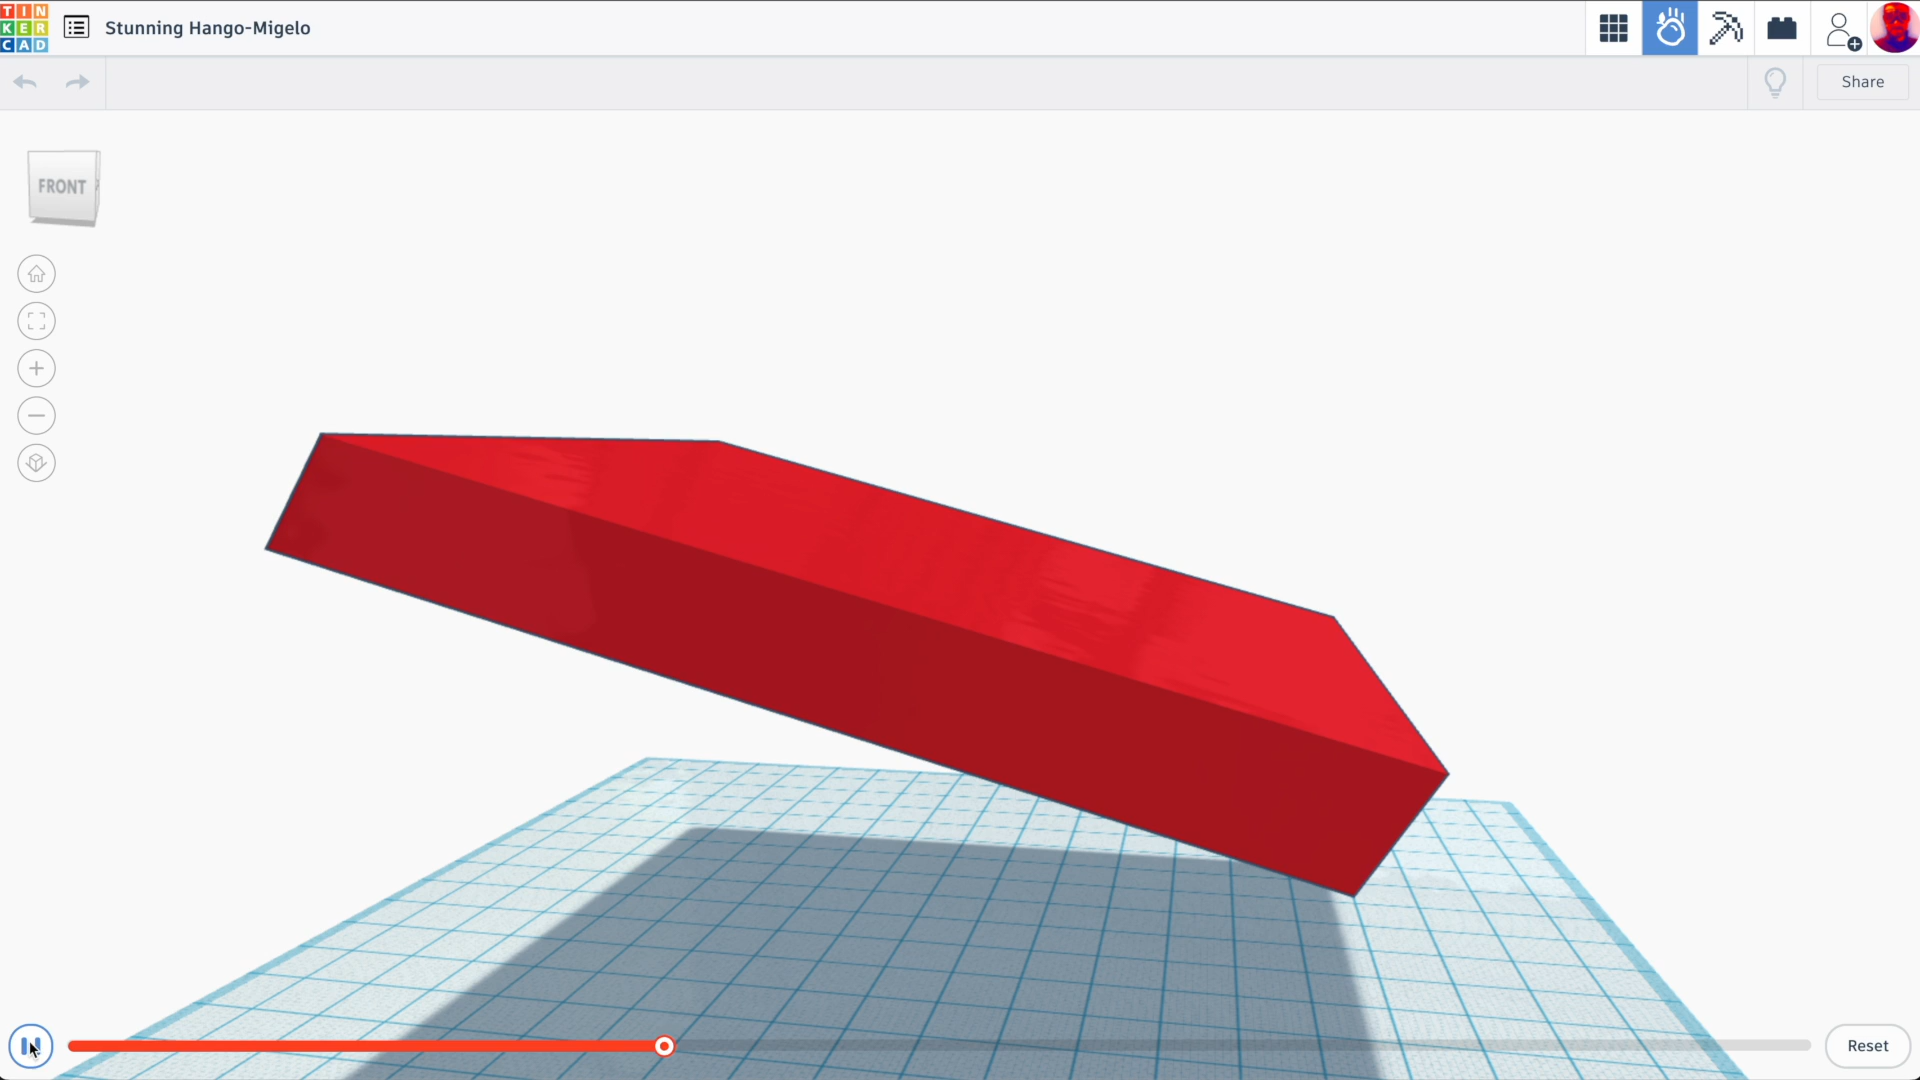 TIN
KER
CAD
Stunning Hango-Migelo
Share
FRONT
Reset